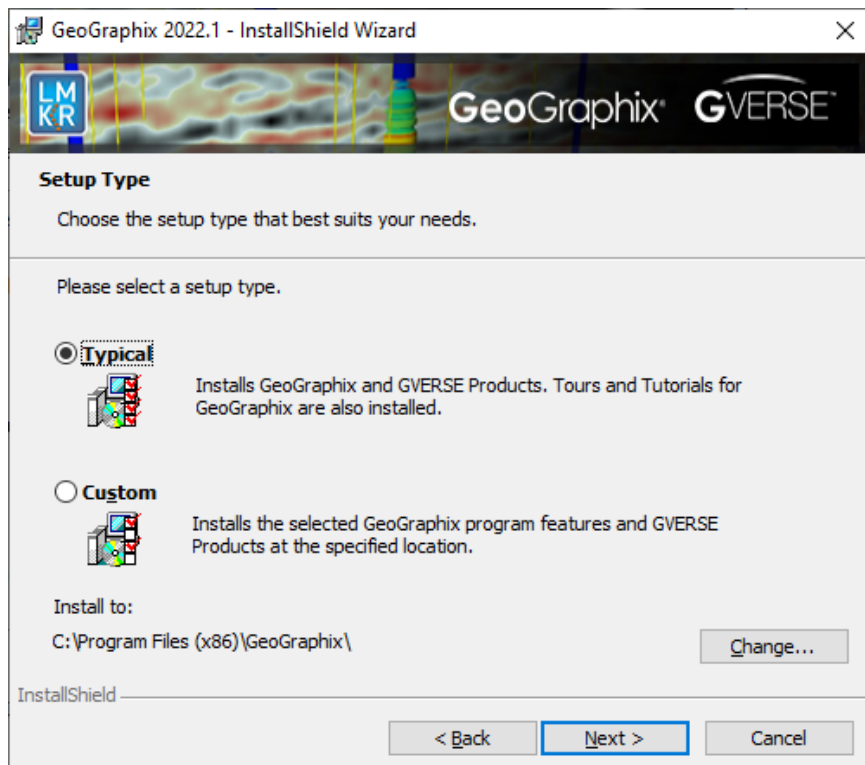 GeoGraphix 2022.1 - InstallShield Wizard
LM
KR
GeoGraphix® GVERSE™
Setup Type
Choose the setup type that best suits your needs.
Please select a setup type.
Typical
Installs GeoGraphix and GVERSE Products. Tours and Tutorials for
GeoGraphix are also installed.
Custom
Installs the selected GeoGraphix program features and GVERSE
Products at the specified location.
Install to:
C:\Program Files (x86)\GeoGraphix\
Change...
InstallShield
< Back Next > Cancel